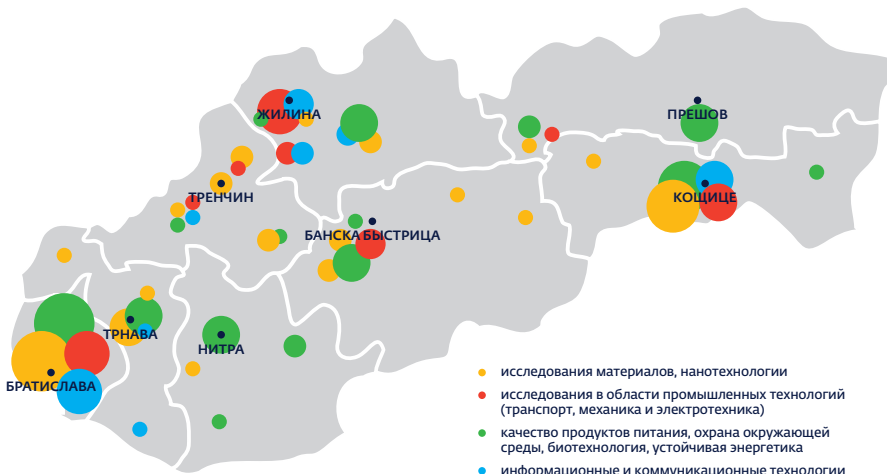 ЖИЛИНА
ПРЕШОВ
ТРЕНЧИН
КОШИЦЕ
БАНСКА БЫСТРИЦА
ТРНАВА
НИТРА
БРАТИСЛАВА
исследования материалов, нанотехнологии
исследования в области промышленных технологий
(транспорт, механика и электротехника)
качество продуктов питания, охрана окружающей
среды, биотехнология, устойчивая энергетика
информационные и коммуникационные технологии